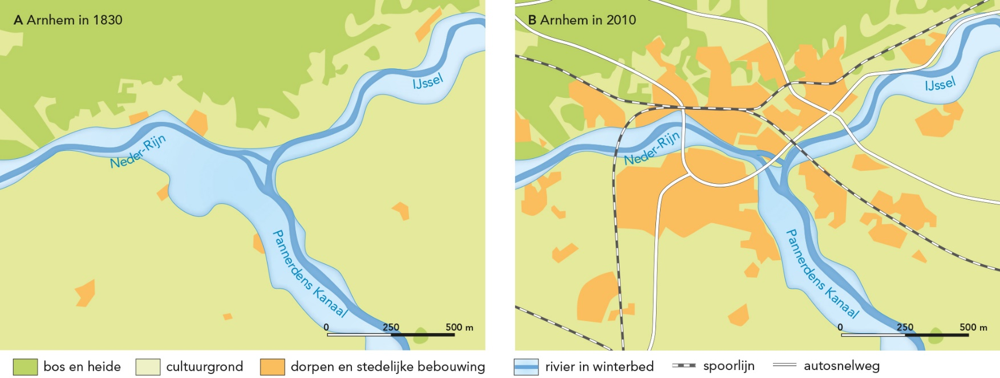 A Arnhem in 1830
IJssel
Neder-Rijn
Pannerdens Kanaal
0 250 500 m
B Arnhem in 2010
IJssel
Neder-Rijn
Pannerdens Kanaal
0 250 500 m
bos en heide
cultuurgrond
dorpen en stedelijke bebouwing
rivier in winterbed
spoorlijn
autosnelweg